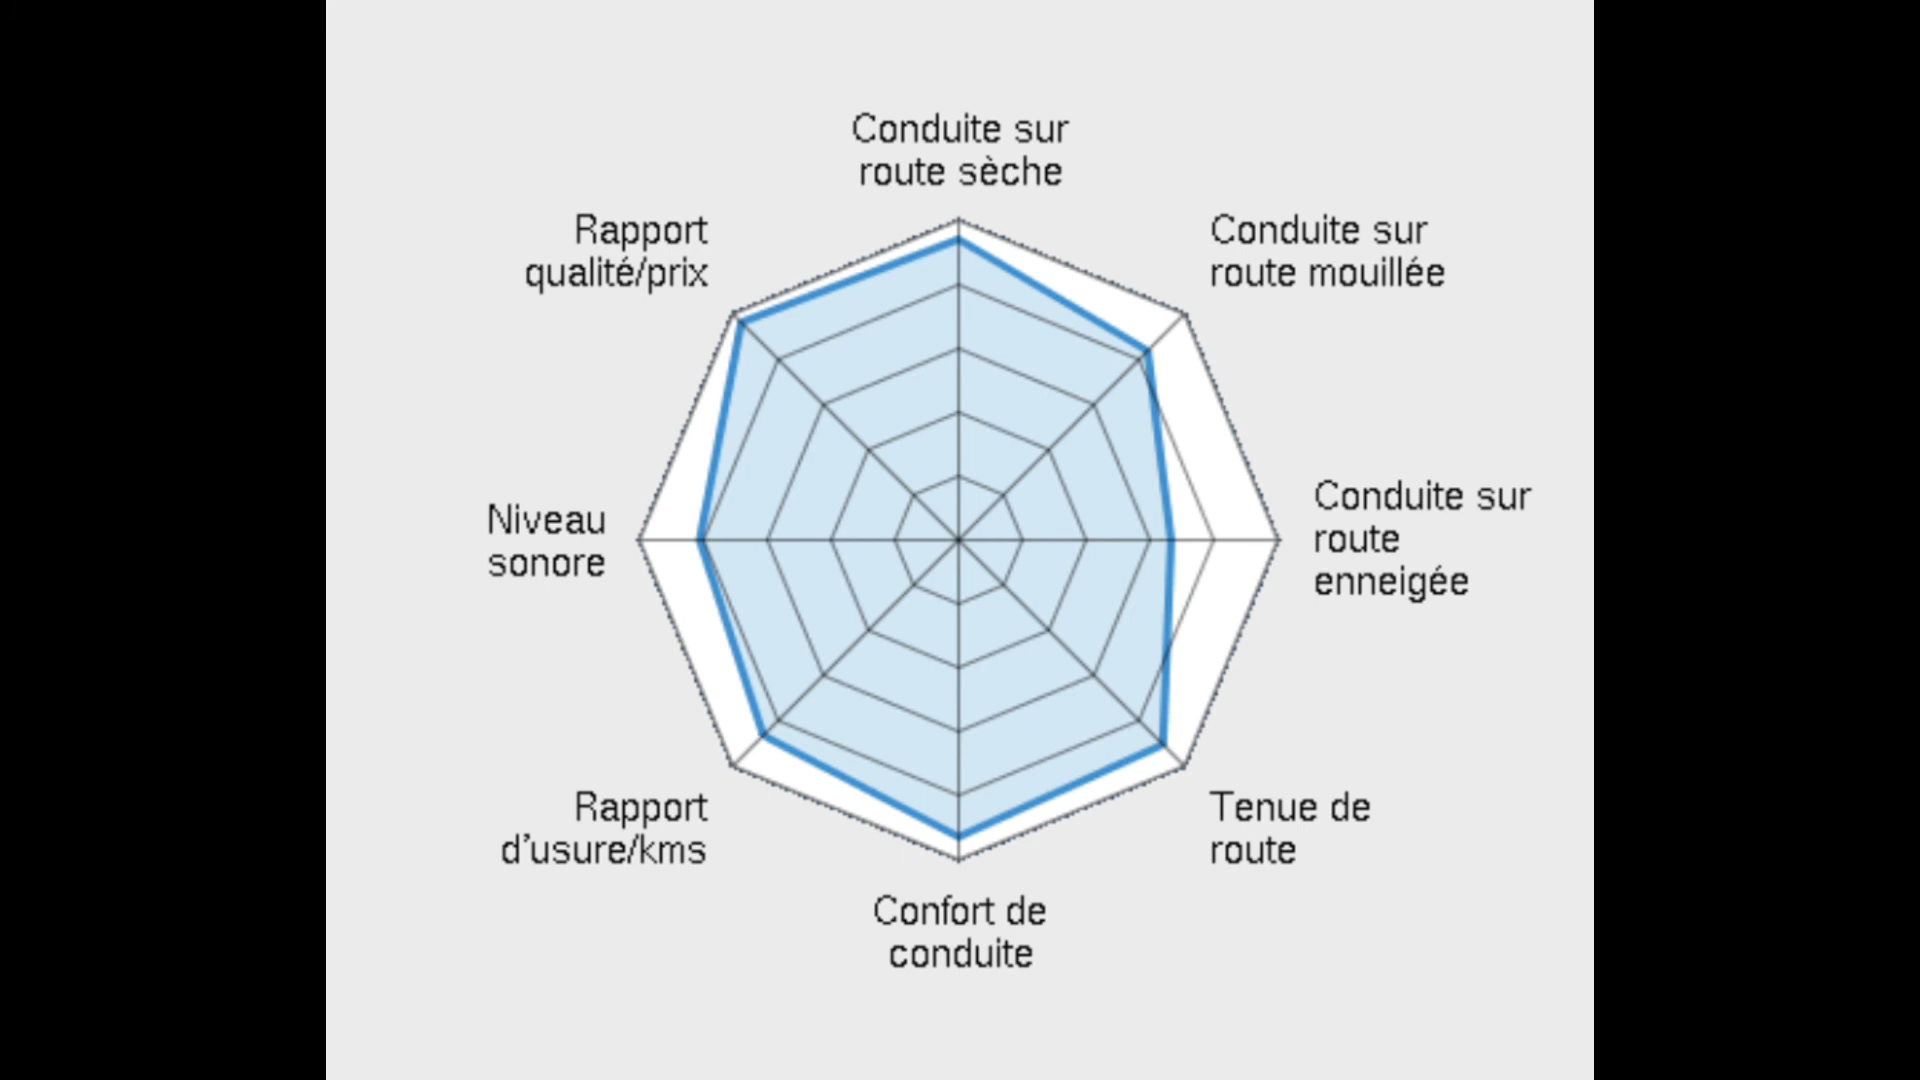 Conduite sur
route sèche
Rapport
qualité/prix
Conduite sur
route mouillée
Niveau
sonore
Conduite sur
route
enneigée
Rapport
d'usure/kms
Tenue de
route
Confort de
conduite